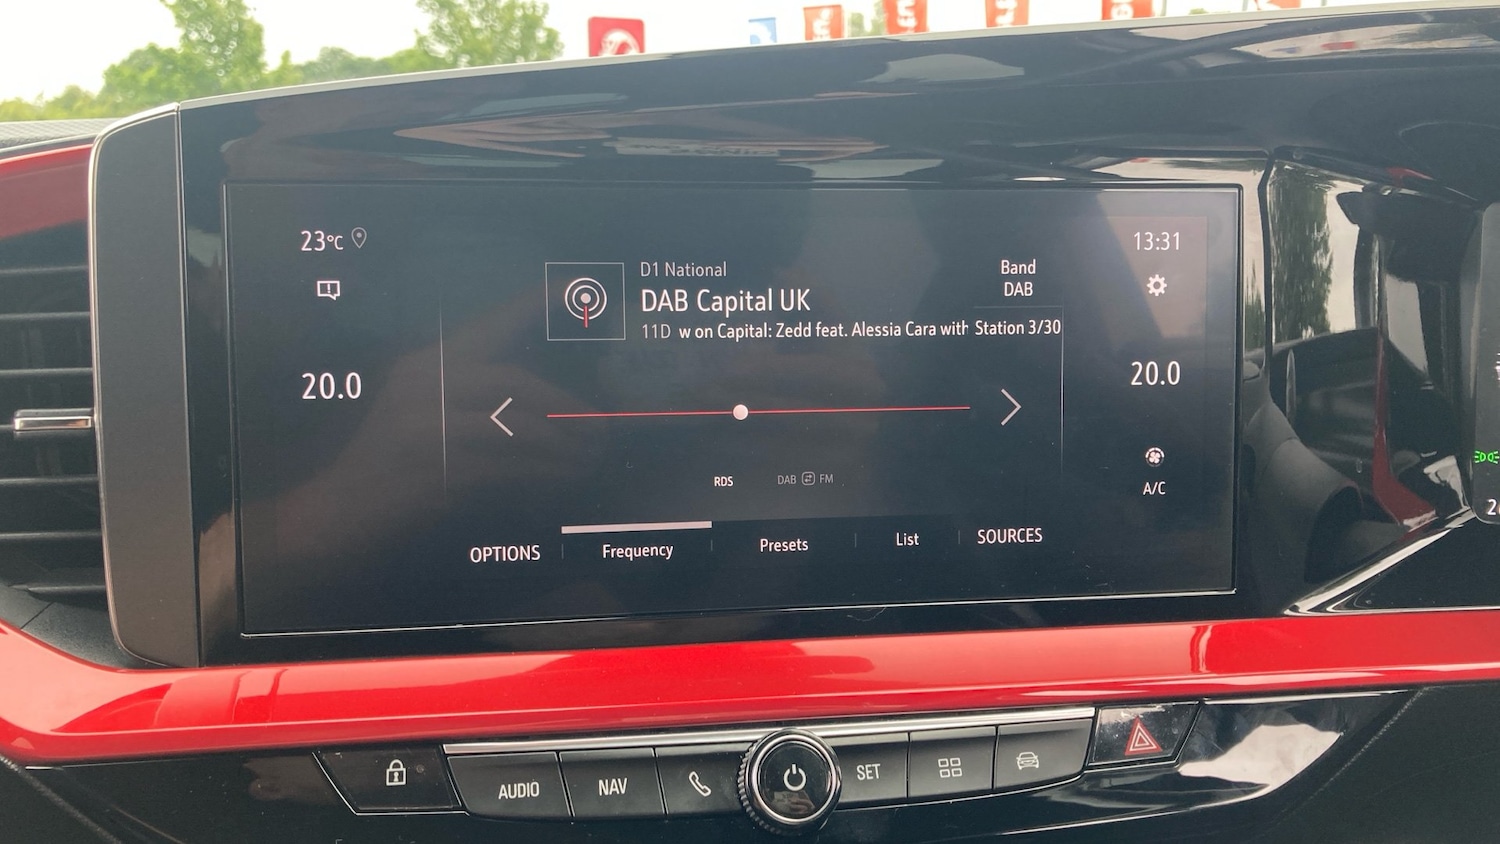 23°C
13:31
D1 National
DAB Capital UK
11D w on Capital: Zedd feat. Alessia Cara with Station 3/30
Band
DAB
20.0
20.0
RDS
DAB FM
A/C
OPTIONS
Frequency
Presets
List
SOURCES
AUDIO
NAV
SET